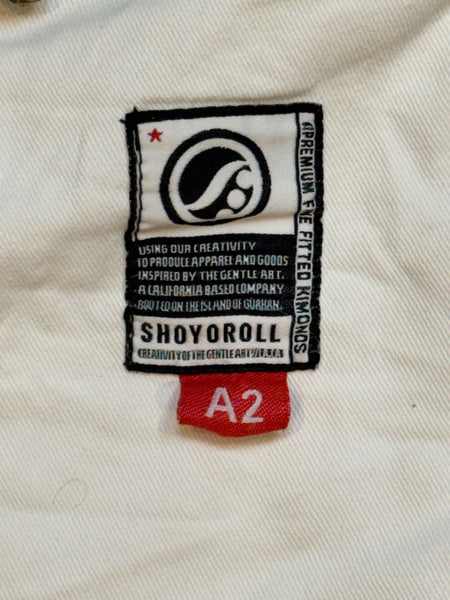 USING OUR CREATIVITY
TO PRODUCE APPAREL AND GOODS
INSPIRED BY THE GENTLE ART.
A CALIFORNIA BASED COMPANY
ROOTED ON THE ISLAND OF GUAHAN.
SHOYOROLL
CREATIVITY OF THE GENTLE ART
PREMIUM FINE FITTED KIMONOS
A2